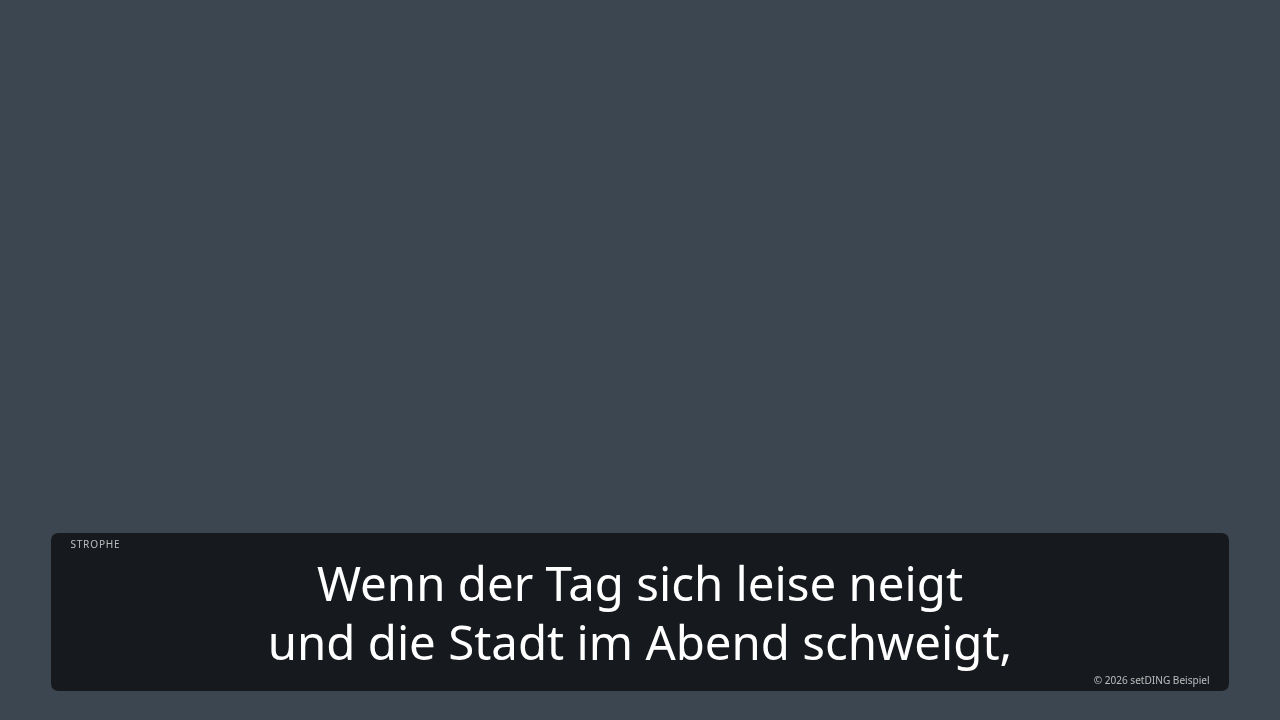 STROPHE
Wenn der Tag sich leise neigt
und die Stadt im Abend schweigt,
© 2026 setDING Beispiel